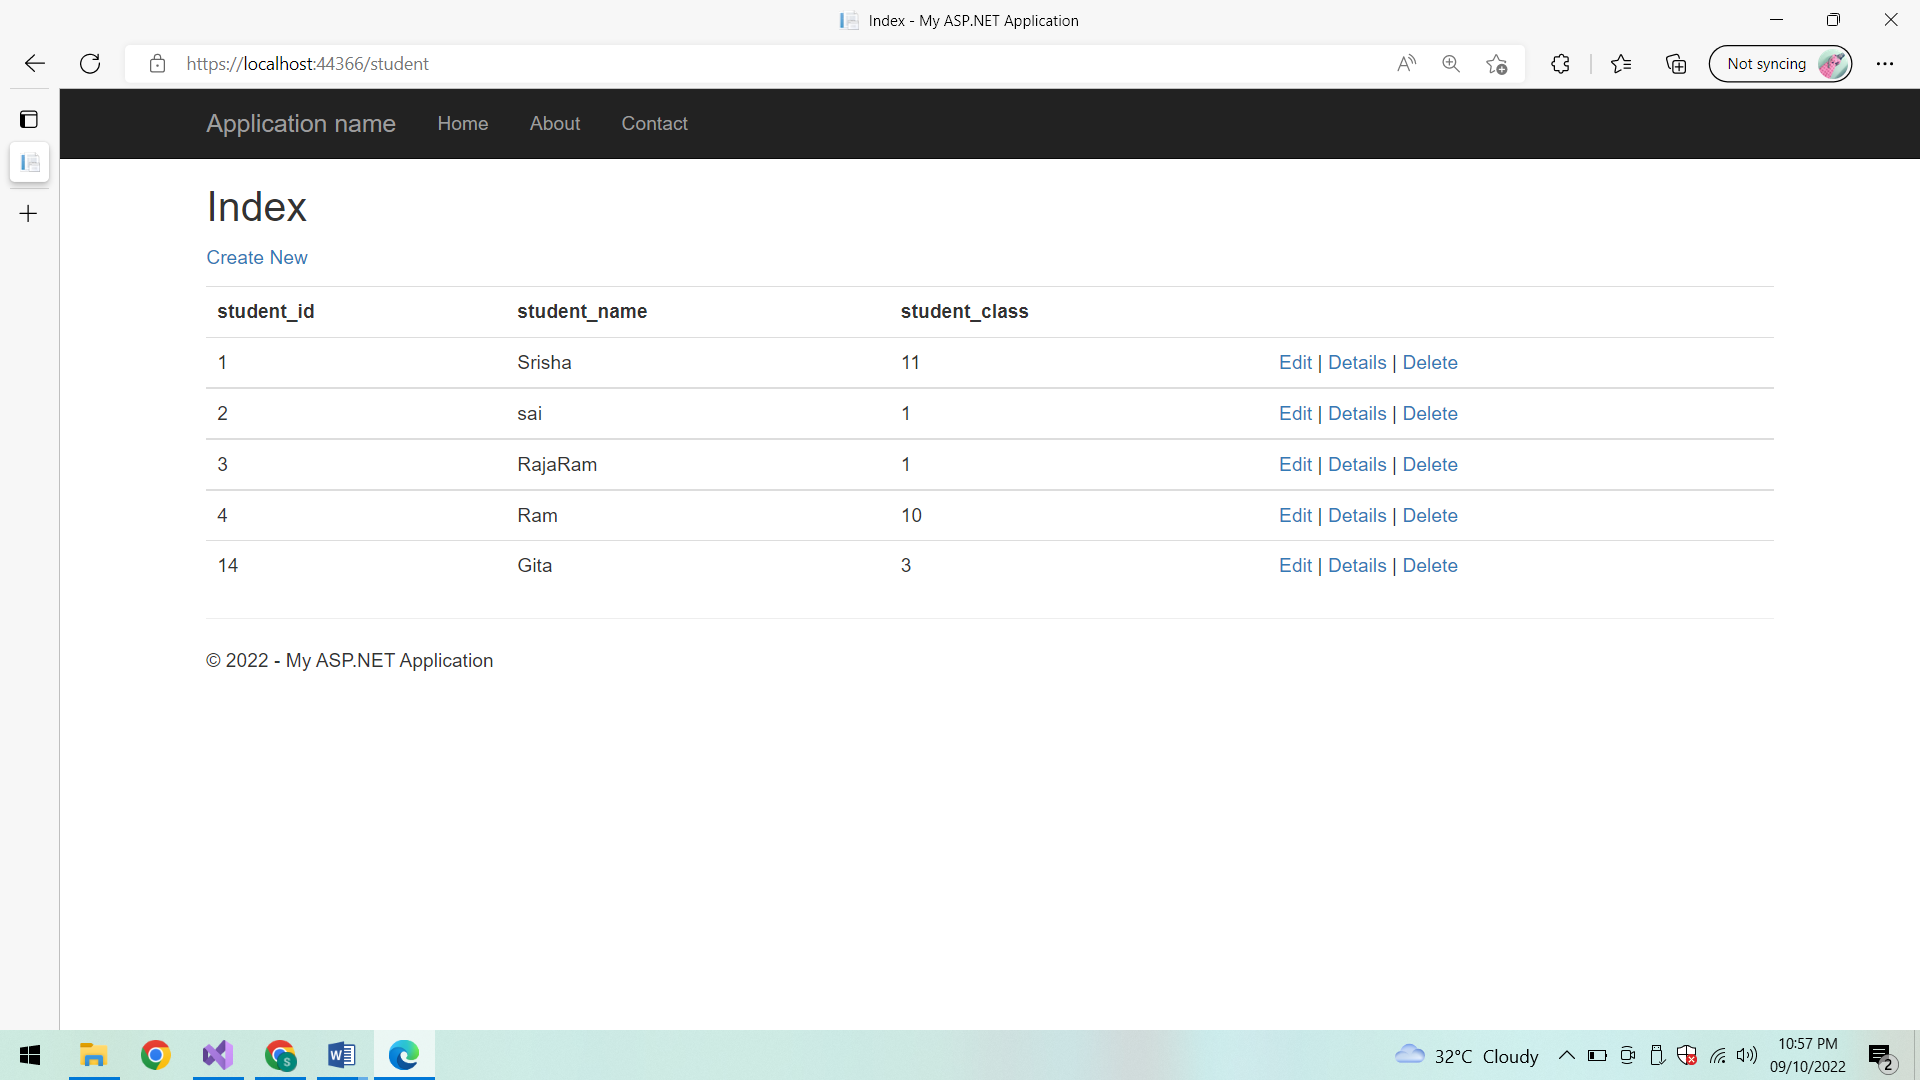 Index - My ASP.NET Application
https://localhost:44366/student
Not syncing
Application name Home About Contact
Index
Create New
student_id student_name student_class
1 Srisha 11 Edit | Details | Delete
2 sai 1 Edit | Details | Delete
3 RajaRam 1 Edit | Details | Delete
4 Ram 10 Edit | Details | Delete
14 Gita 3 Edit | Details | Delete
© 2022 - My ASP.NET Application
32°C Cloudy
10:57 PM
09/10/2022
2